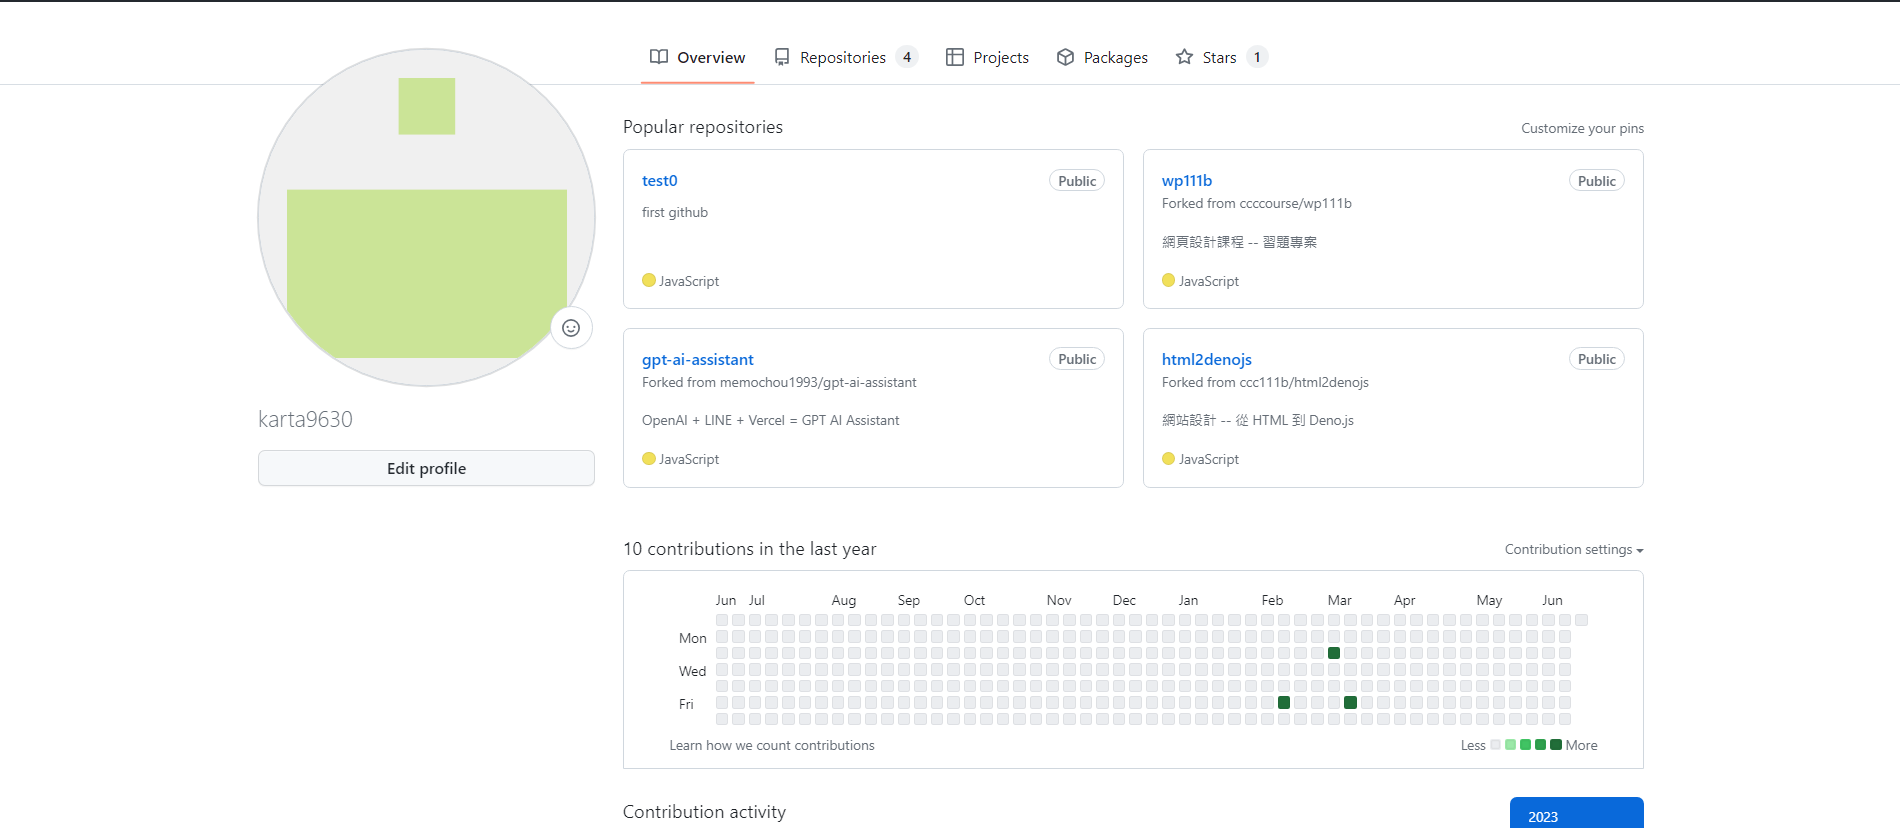 Overview Repositories 4 Projects Packages Stars 1
karta9630
Edit profile
Popular repositories
Customize your pins
test0
Public
first github
JavaScript
wp111b
Public
Forked from ccccourse/wp111b
網頁設計課程 -- 習題專案
JavaScript
gpt-ai-assistant
Public
Forked from memochou1993/gpt-ai-assistant
OpenAI + LINE + Vercel = GPT AI Assistant
JavaScript
html2denojs
Public
Forked from ccc111b/html2denojs
網站設計 -- 從 HTML 到 Deno.js
JavaScript
10 contributions in the last year
Contribution settings
Jun Jul Aug Sep Oct Nov Dec Jan Feb Mar Apr May Jun
Mon
Wed
Fri
Learn how we count contributions
Less More
Contribution activity
2023